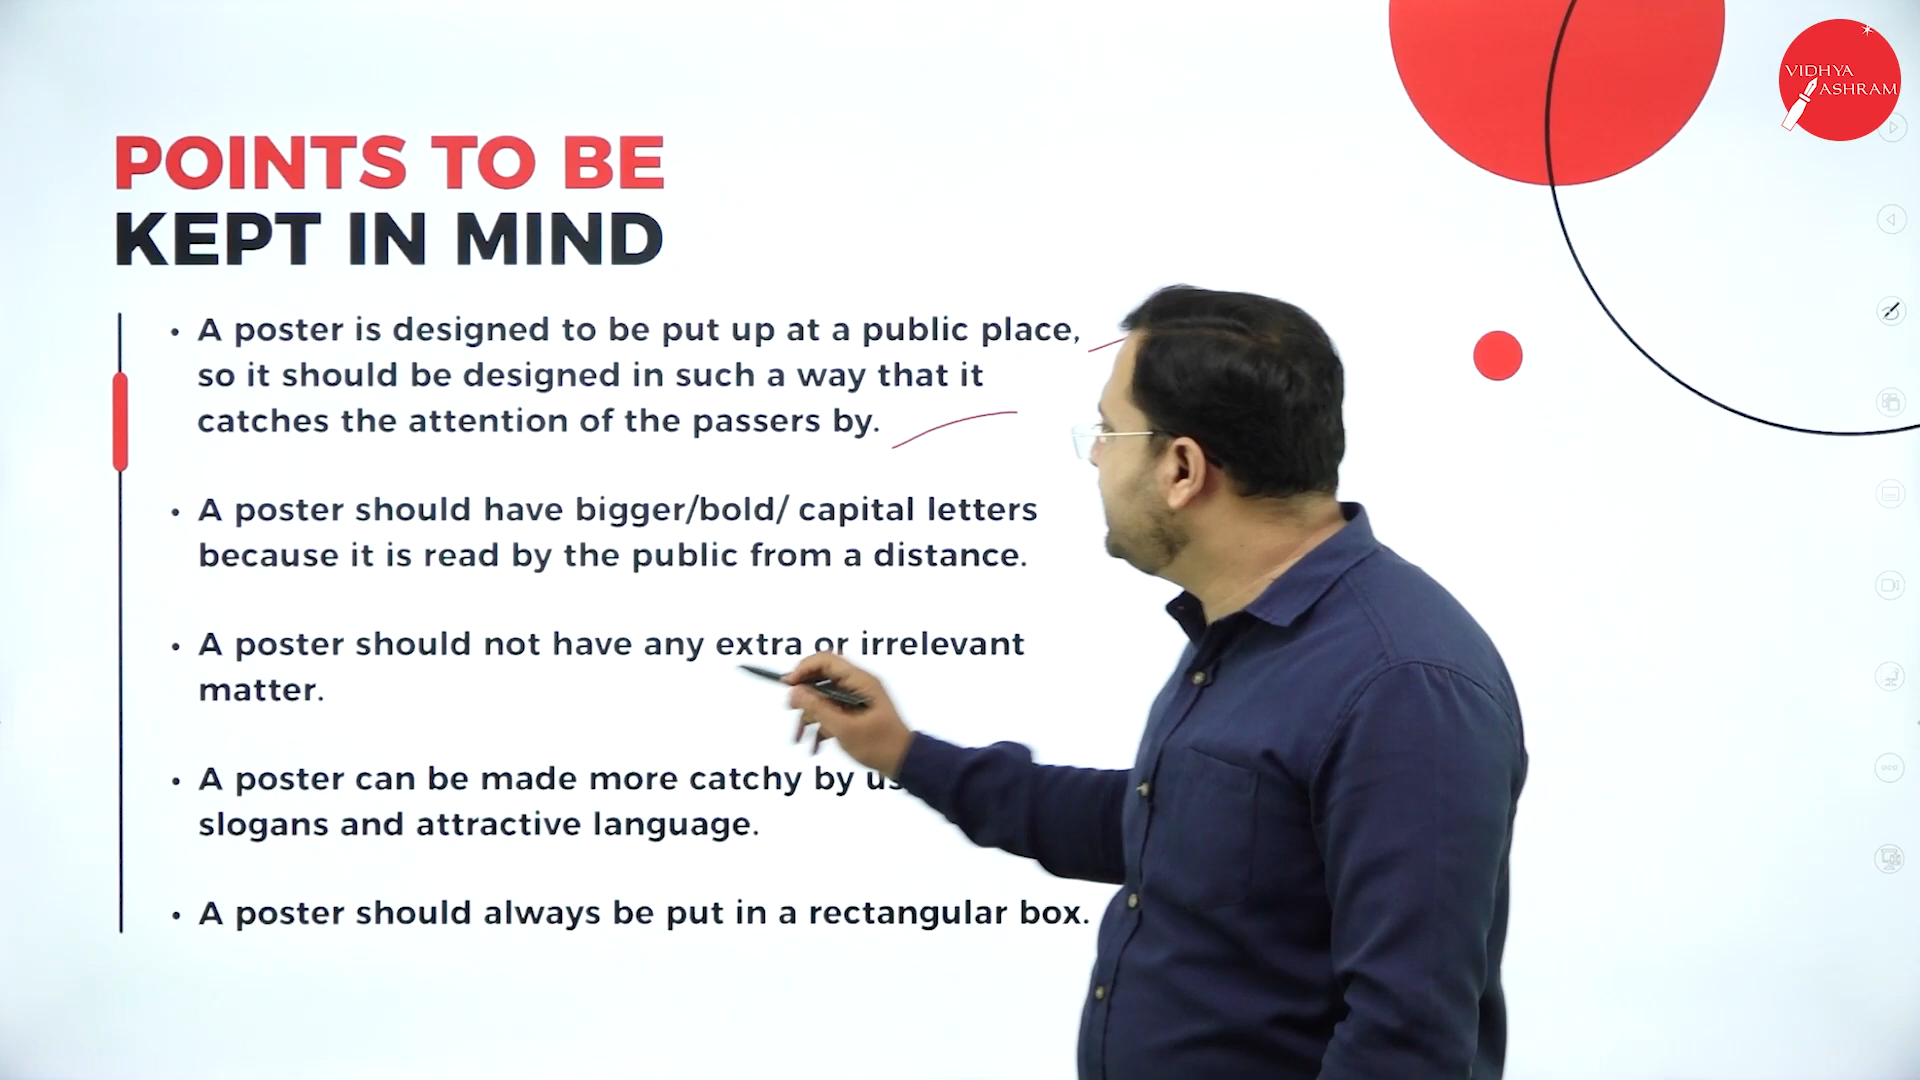 VIDHYA
ASHRAM
POINTS TO BE
KEPT IN MIND
• A poster is designed to be put up at a public place,
so it should be designed in such a way that it
catches the attention of the passers by.
• A poster should have bigger/bold/ capital letters
because it is read by the public from a distance.
• A poster should not have any extra or irrelevant
matter.
• A poster can be made more catchy by
slogans and attractive language.
• A poster should always be put in a rectangular box.